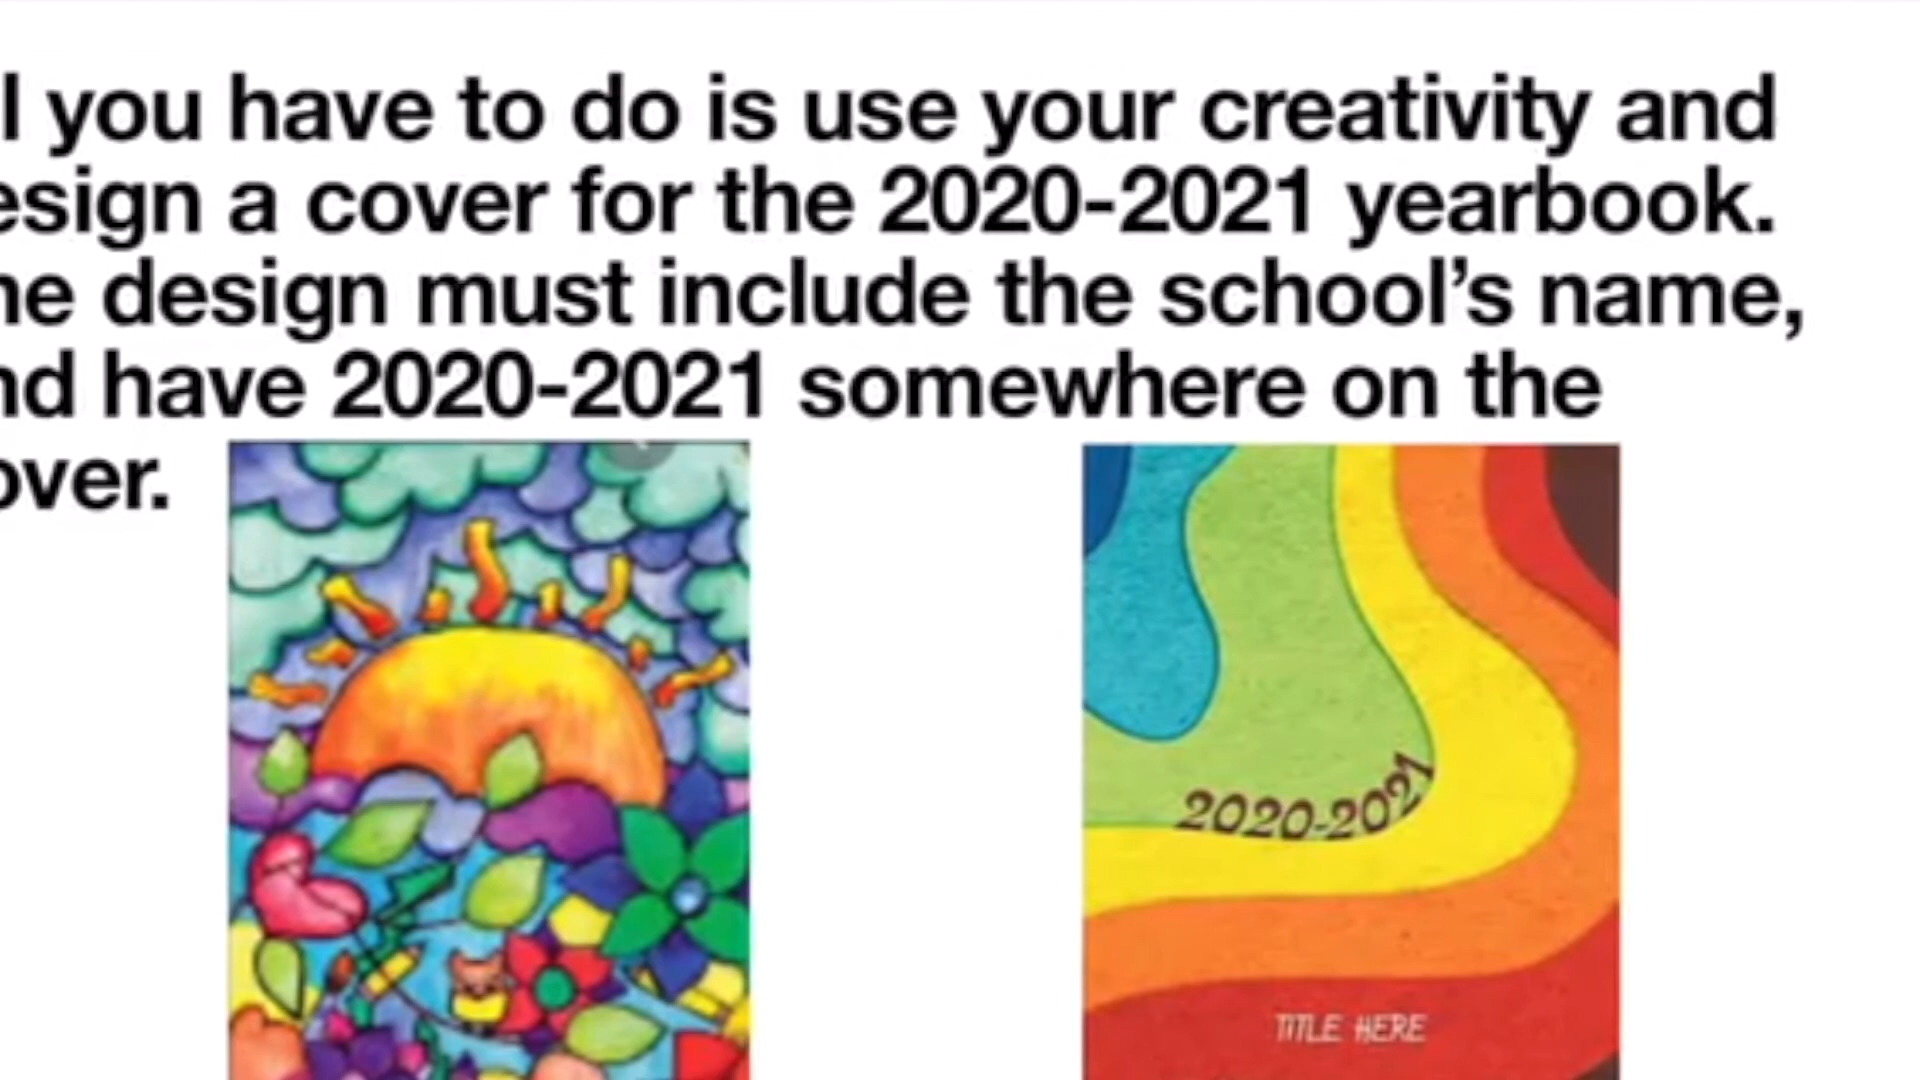 l you have to do is use your creativity and
esign a cover for the 2020-2021 yearbook.
he design must include the school’s name,
nd have 2020-2021 somewhere on the
over.
2020-2021
TITLE HERE